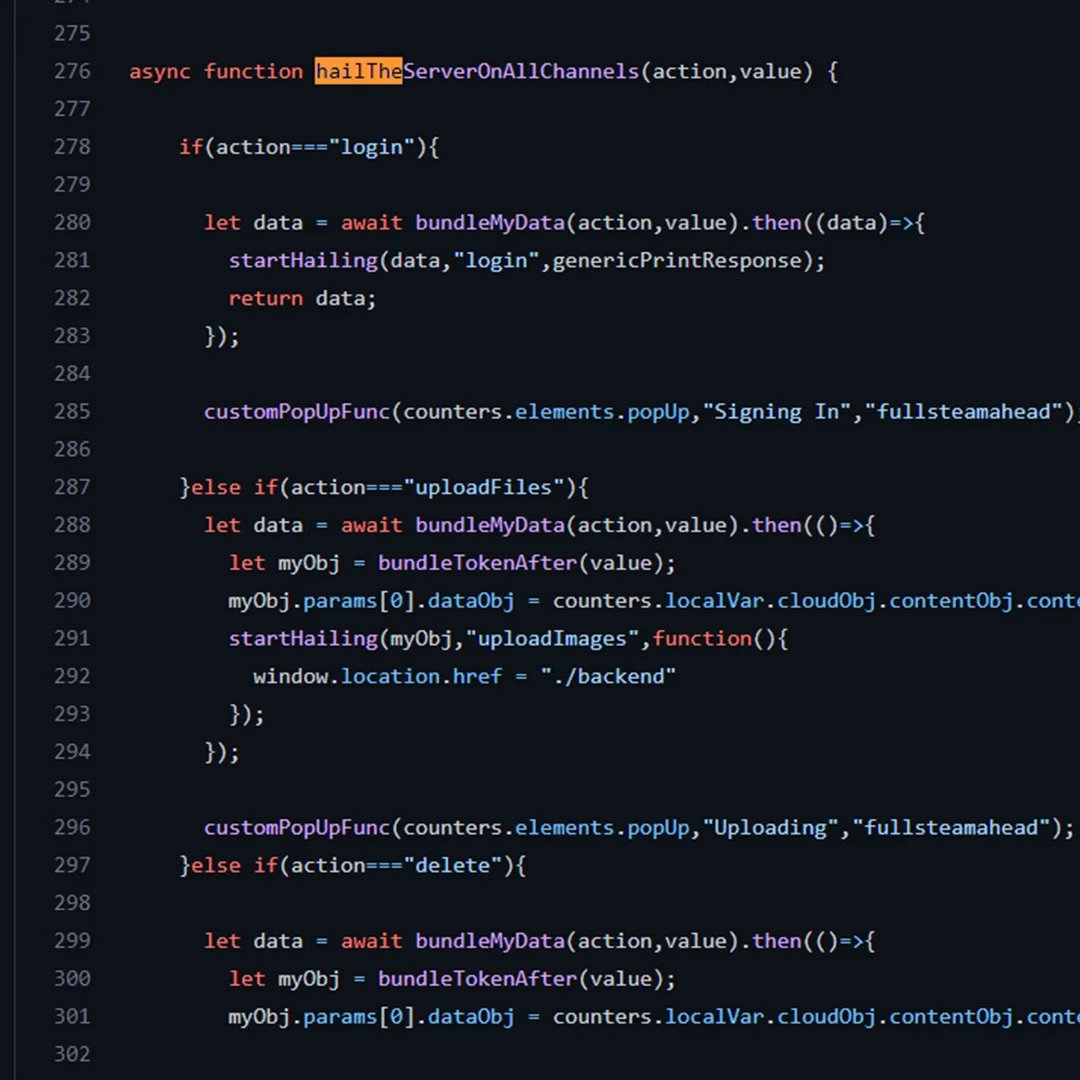 275
276 async function hailTheServerOnAllChannels(action,value) {
277
278 if(action==="login"){
279
280 let data = await bundleMyData(action,value).then((data)=>{
281 startHailing(data,"login",genericPrintResponse);
282 return data;
283 });
284
285 customPopUpFunc(counters.elements.popUp,"Signing In","fullsteamahead");
286
287 }else if(action==="uploadFiles"){
288 let data = await bundleMyData(action,value).then(()=>{
289 let myObj = bundleTokenAfter(value);
290 myObj.params[0].dataObj = counters.localVar.cloudObj.contentObj.conte
291 startHailing(myObj,"uploadImages",function(){
292 window.location.href = "./backend"
293 });
294 });
295
296 customPopUpFunc(counters.elements.popUp,"Uploading","fullsteamahead");
297 }else if(action==="delete"){
298
299 let data = await bundleMyData(action,value).then(()=>{
300 let myObj = bundleTokenAfter(value);
301 myObj.params[0].dataObj = counters.localVar.cloudObj.contentObj.conte
302